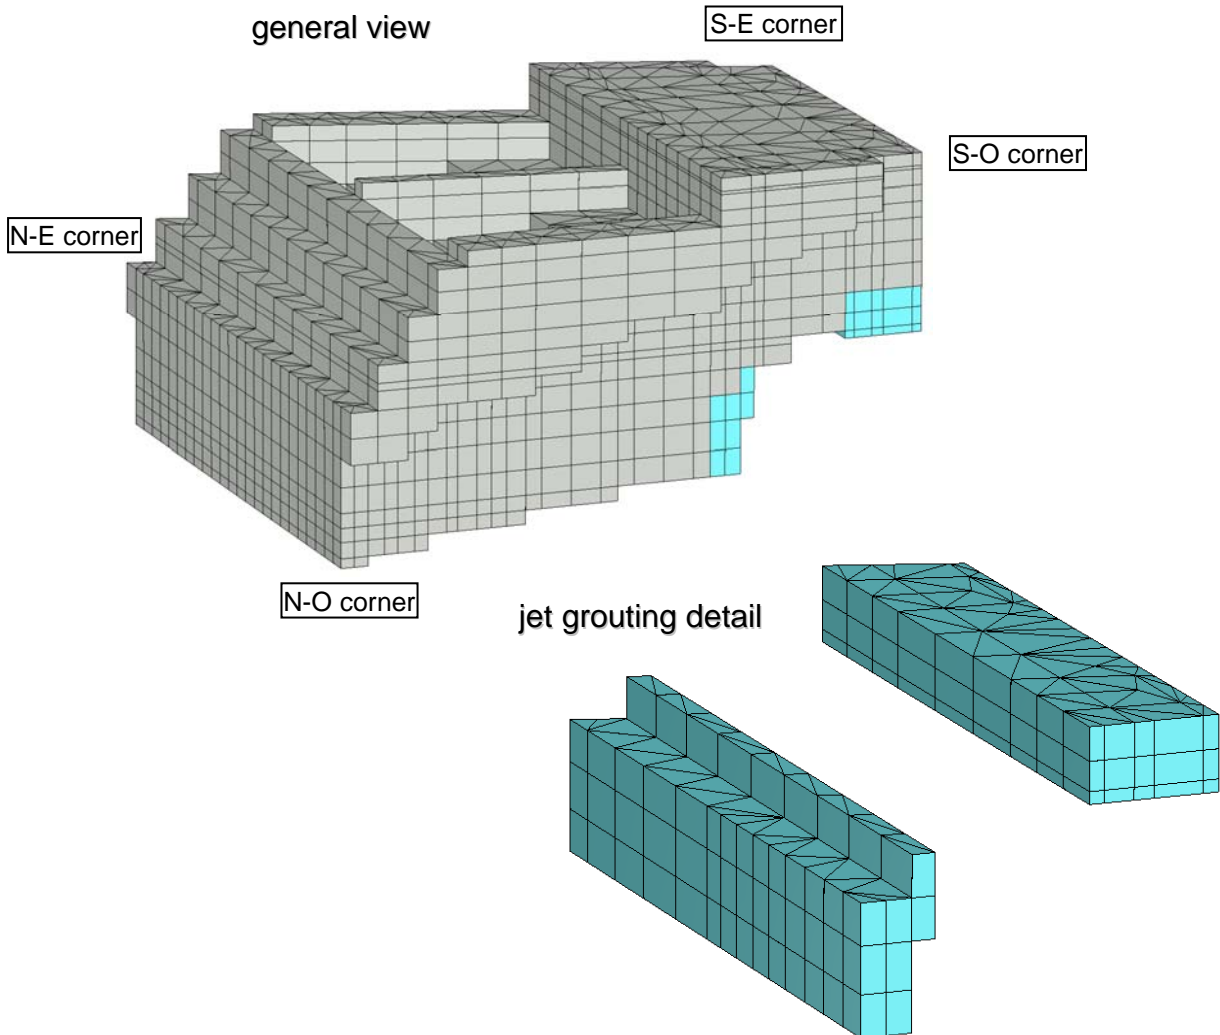 general view
S-E corner
S-O corner
N-E corner
N-O corner
jet grouting detail